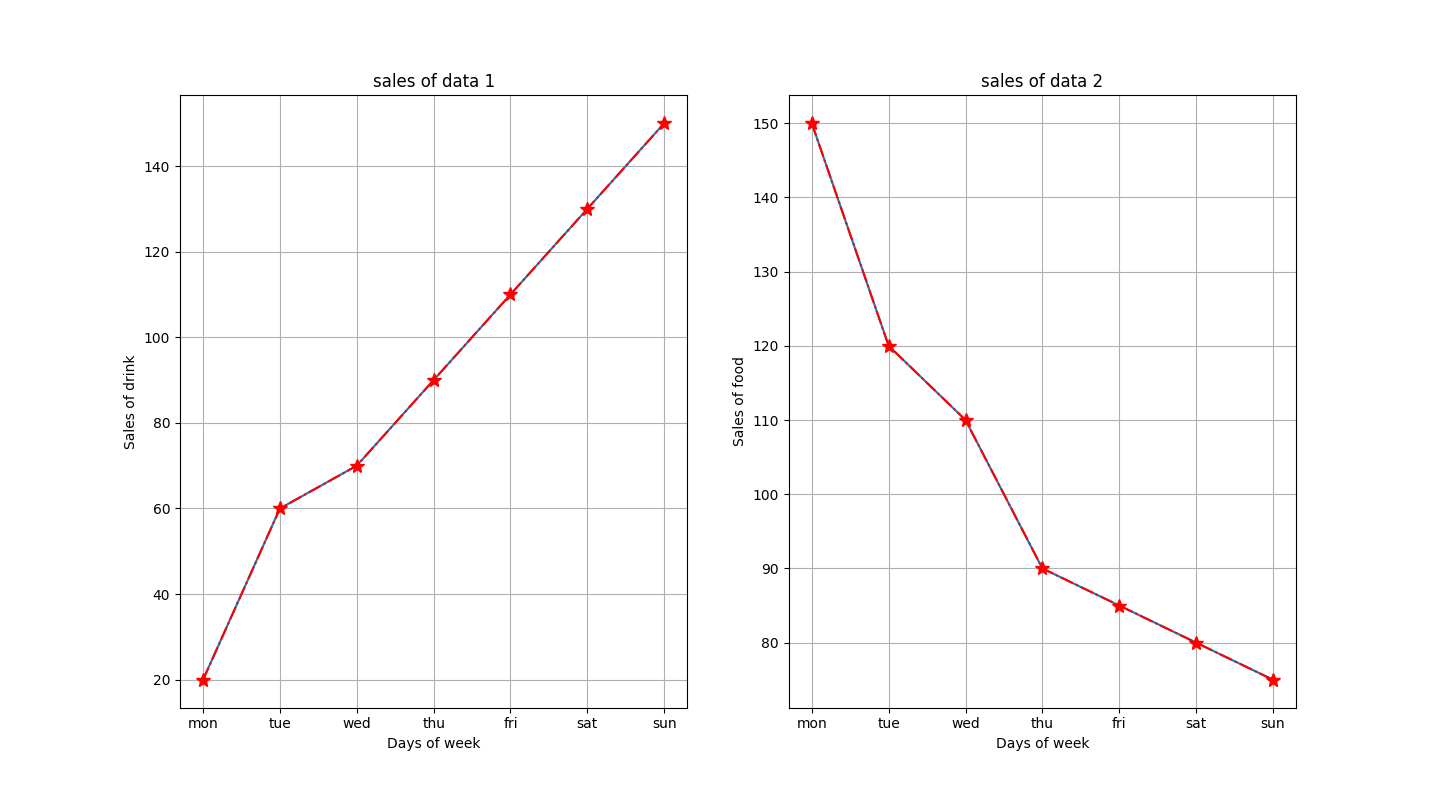 sales of data 1
140
120
100
80
60
40
20
Sales of drink
mon tue wed thu fri sat sun
Days of week
sales of data 2
150
140
130
120
110
100
90
80
Sales of food
mon tue wed thu fri sat sun
Days of week